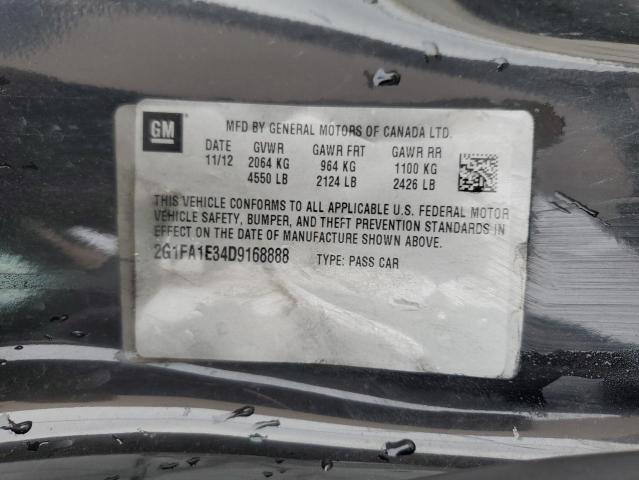 GM
MFD BY GENERAL MOTORS OF CANADA LTD.
DATE GVWR GAWR FRT GAWR RR
11/12 2064 KG 964 KG 1100 KG
4550 LB 2124 LB 2426 LB
THIS VEHICLE CONFORMS TO ALL APPLICABLE U.S. FEDERAL MOTOR
VEHICLE SAFETY, BUMPER, AND THEFT PREVENTION STANDARDS IN
EFFECT ON THE DATE OF MANUFACTURE SHOWN ABOVE.
2G1FA1E34D9168888 TYPE: PASS CAR